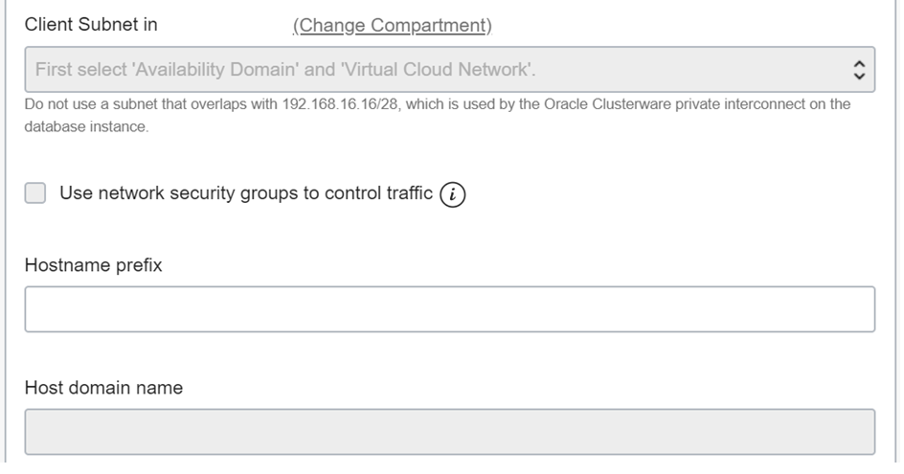 Client Subnet in (Change Compartment)
First select 'Availability Domain' and 'Virtual Cloud Network'.
Do not use a subnet that overlaps with 192.168.16.16/28, which is used by the Oracle Clusterware private interconnect on the
database instance.
Use network security groups to control traffic i
Hostname prefix
Host domain name